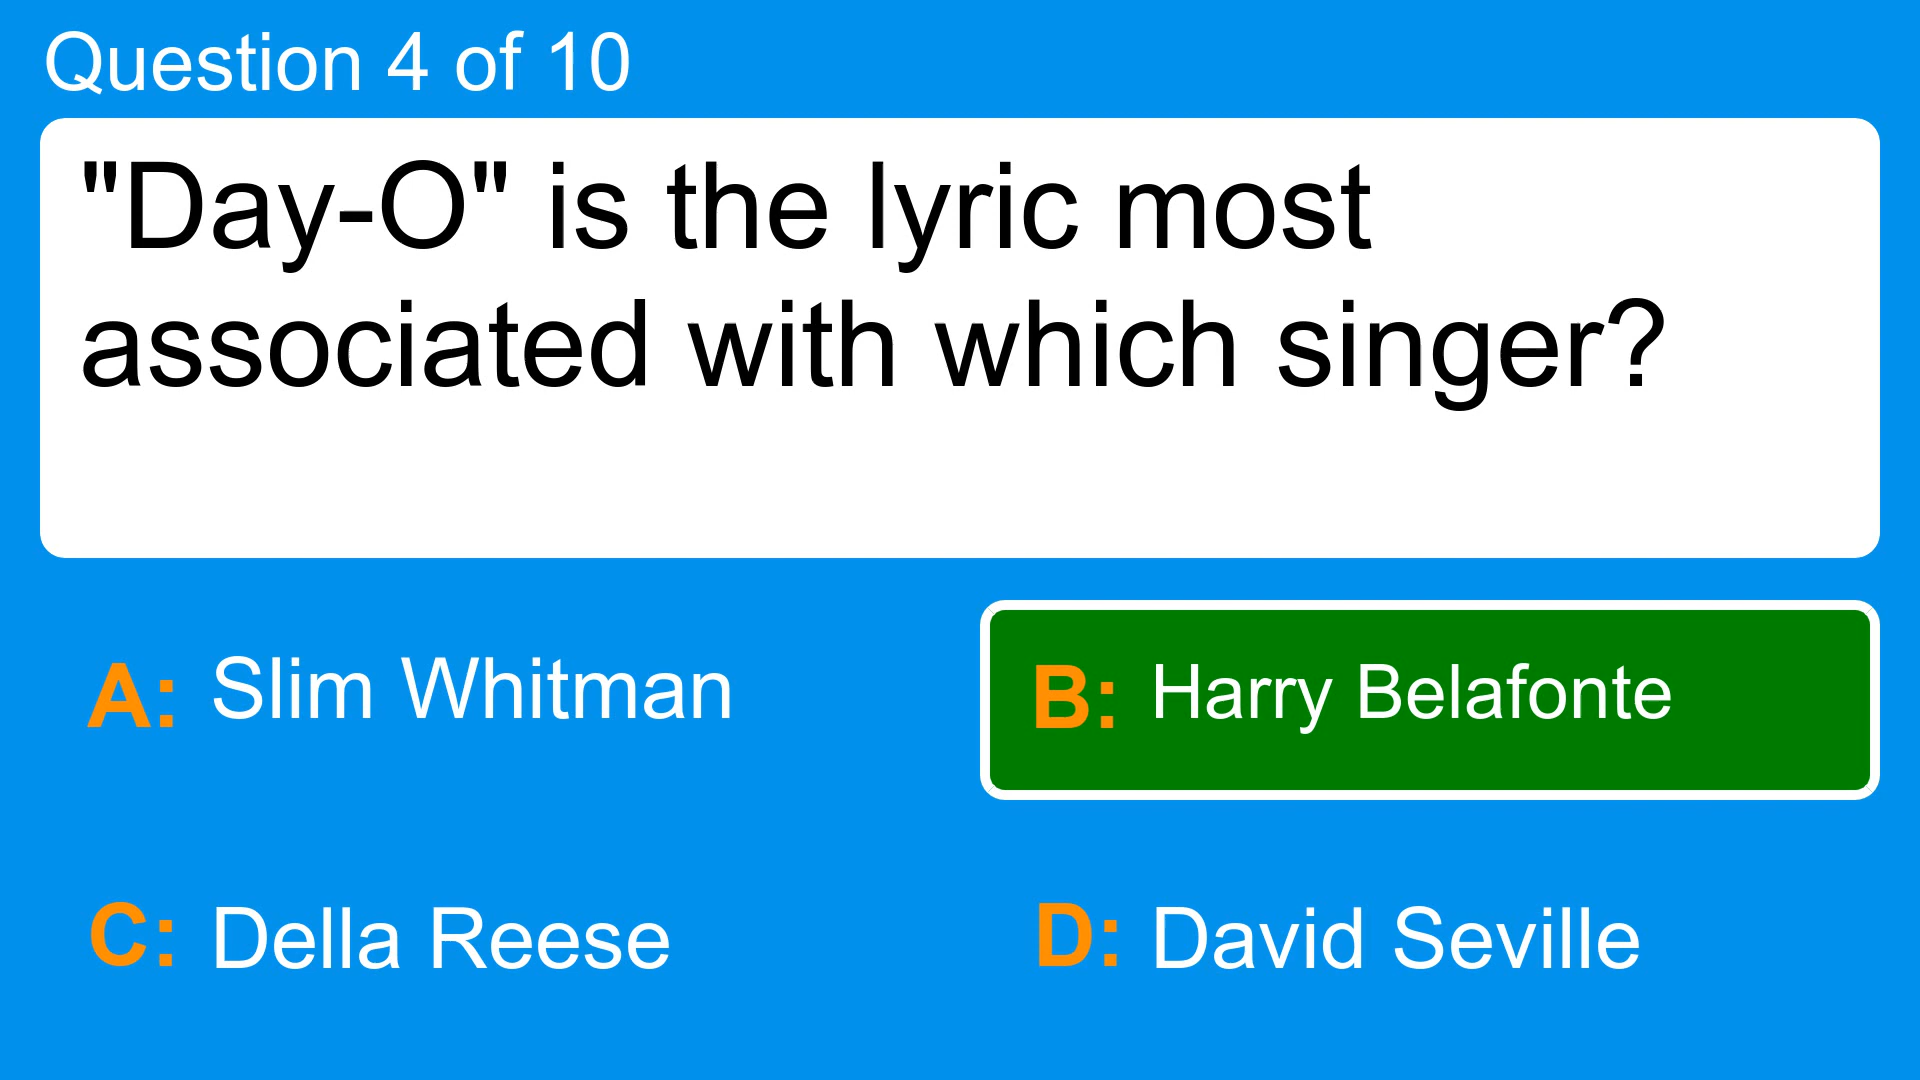 Question 4 of 10
"Day-O" is the lyric most
associated with which singer?
A: Slim Whitman
B: Harry Belafonte
C: Della Reese
D: David Seville